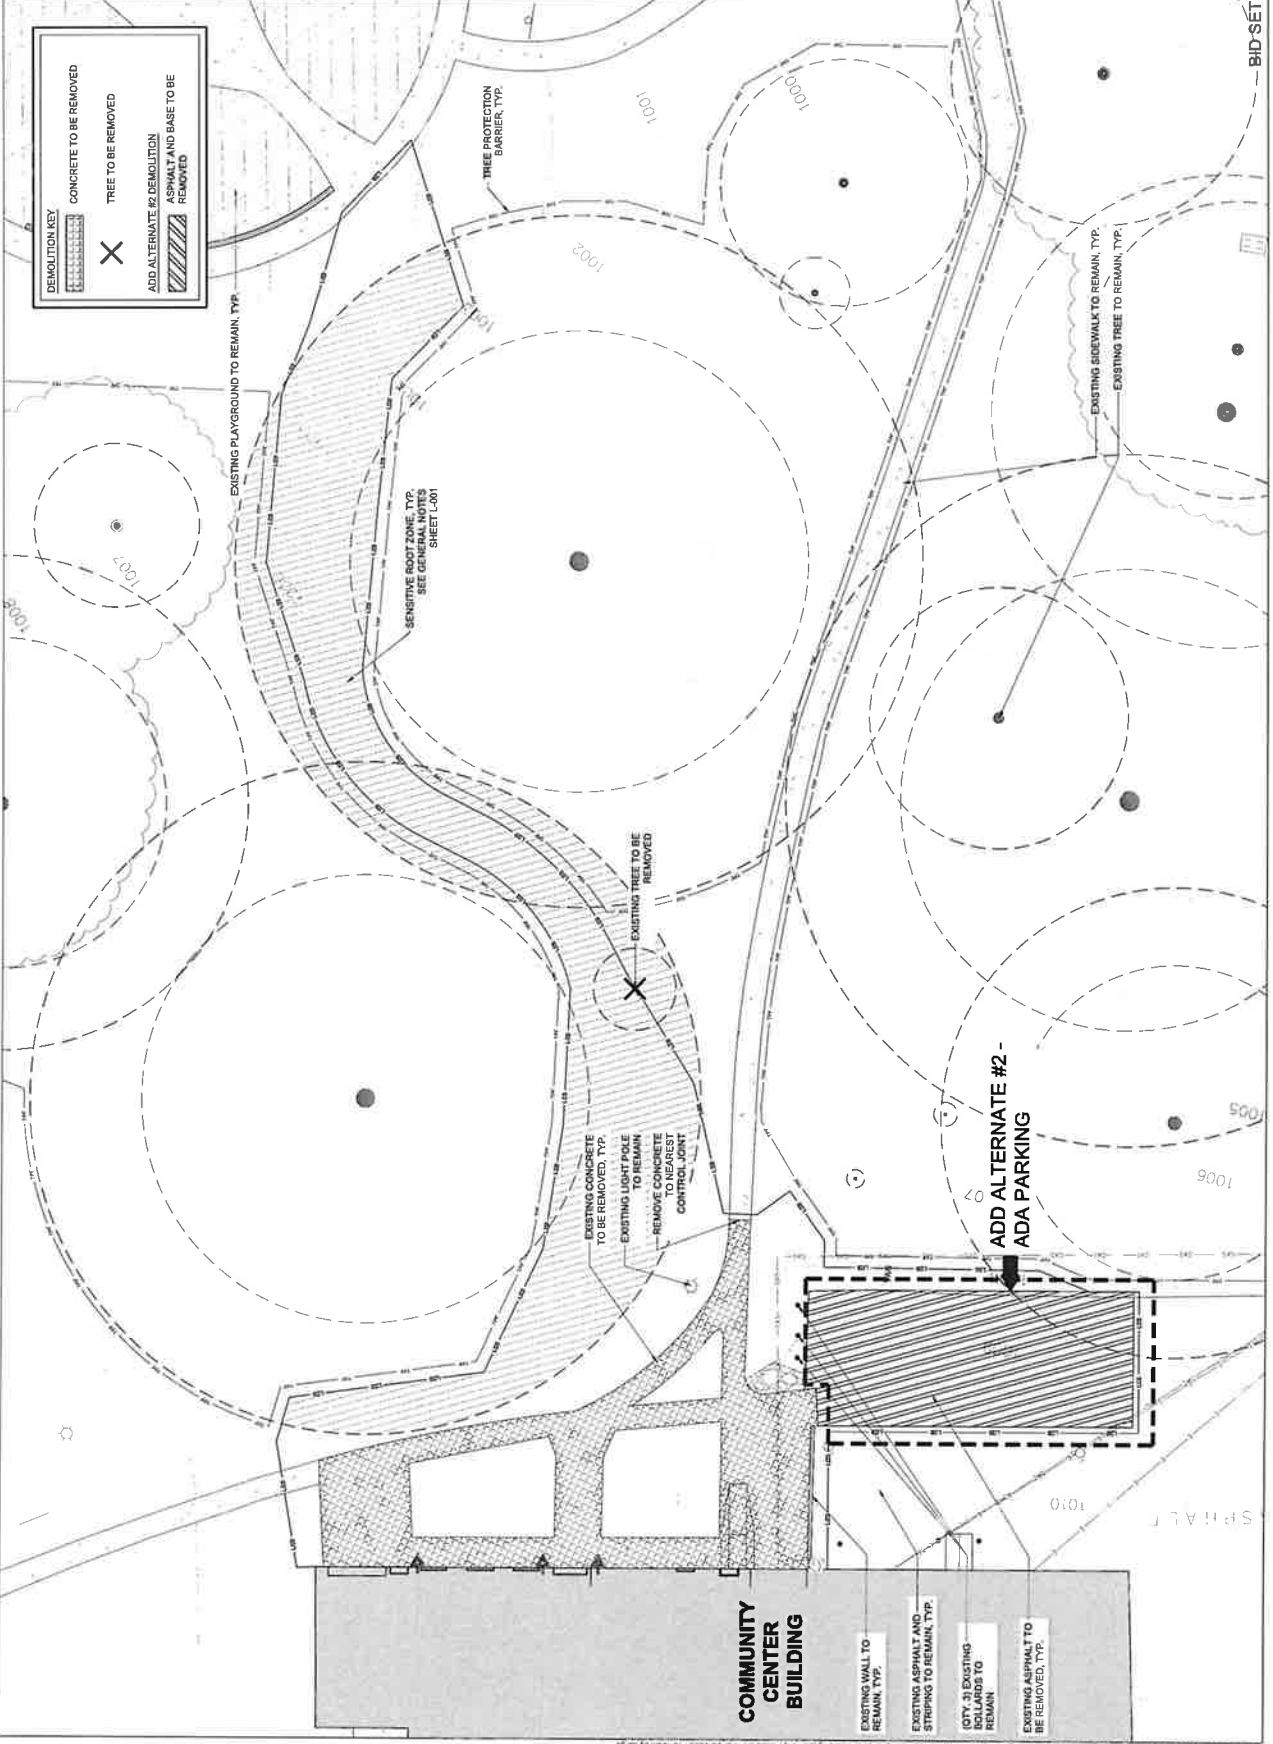 DEMOLITION KEY
CONCRETE TO BE REMOVED
TREE TO BE REMOVED
ADD ALTERNATE #2 DEMOLITION
ASPHALT AND BASE TO BE
REMOVED
EXISTING PLAYGROUND TO REMAIN, TYP.
TREE PROTECTION
BARRIER, TYP.
1001
1000
1002
1007
1008
SENSITIVE ROOT ZONE, TYP.
SEE GENERAL NOTES
SHEET L-001
EXISTING SIDEWALK TO REMAIN, TYP.
EXISTING TREE TO REMAIN, TYP.
EXISTING TREE TO BE
REMOVED
EXISTING CONCRETE
TO BE REMOVED, TYP.
EXISTING LIGHT POLE
TO REMAIN
REMOVE CONCRETE
TO NEAREST
CONTROL JOINT
ADD ALTERNATE #2 -
ADA PARKING
1005
1006
07
1010
COMMUNITY
CENTER
BUILDING
EXISTING WALL TO
REMAIN, TYP.
EXISTING ASPHALT AND
STRIPING TO REMAIN, TYP.
(QTY. 3) EXISTING
BOLLARDS TO
REMAIN
EXISTING ASPHALT TO
BE REMOVED, TYP.
BID SET